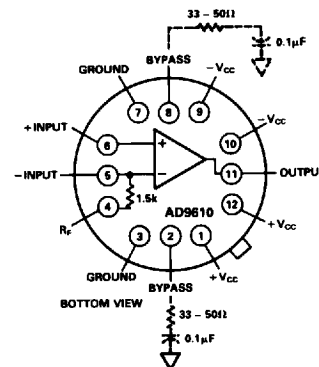 33 – 50Ω
0.1µF
BYPASS
GROUND
–VCC
7
8
9
+INPUT
6
+
10
–VCC
–INPUT
5
–
11
OUTPUT
4
1.5k
AD9610
12
RF
+VCC
3
2
1
GROUND
+VCC
BYPASS
BOTTOM VIEW
33 – 50Ω
0.1µF